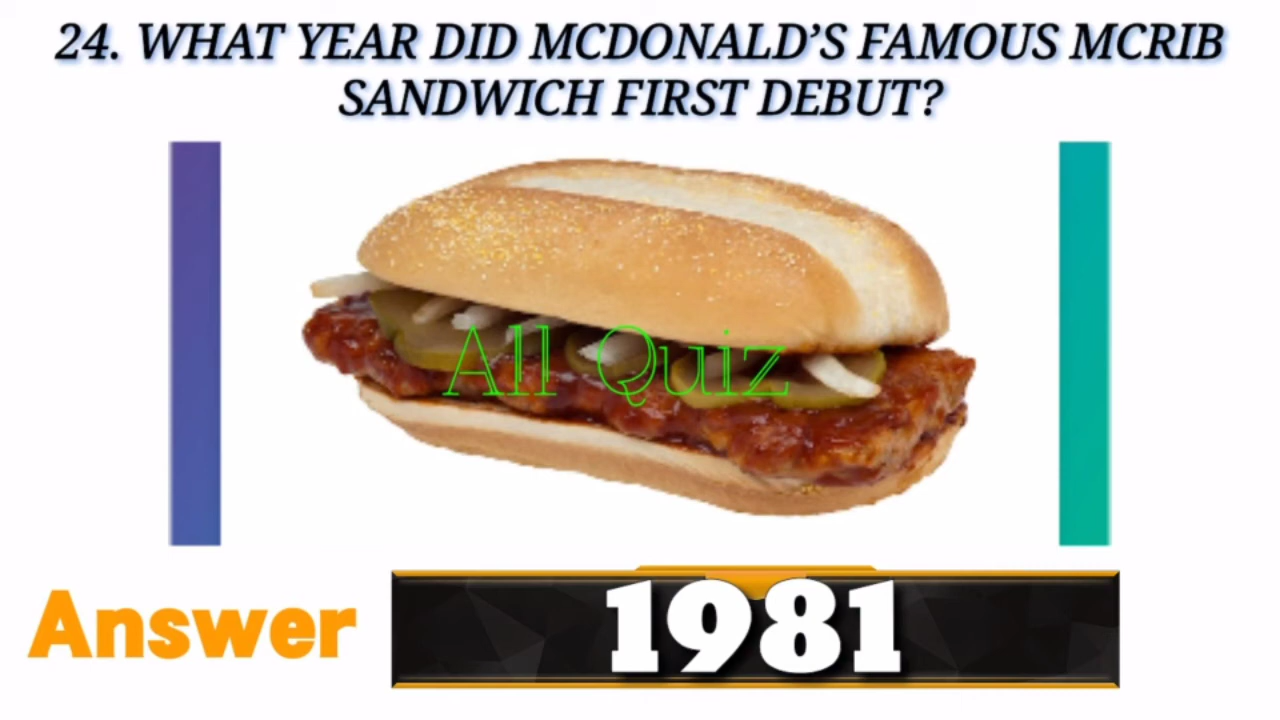 24. WHAT YEAR DID MCDONALD’S FAMOUS MCRIB
SANDWICH FIRST DEBUT?
All Quiz
Answer
1981